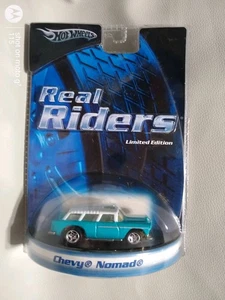 Hot Wheels
Real
Riders
Limited Edition
Chevy® Nomad®